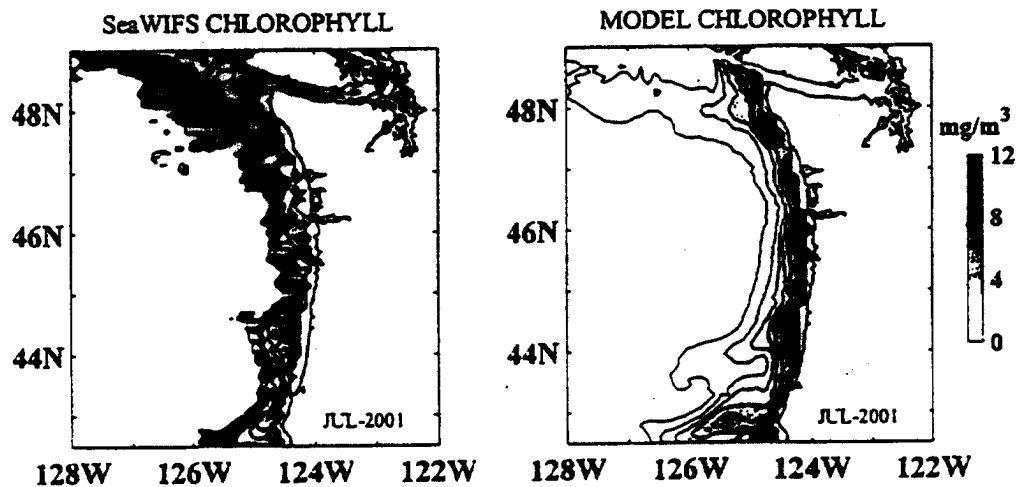 SeaWIFS CHLOROPHYLL
48N
46N
44N
128W 126W 124W 122W
JUL-2001
MODEL CHLOROPHYLL
48N
46N
44N
128W 126W 124W 122W
JUL-2001
mg/m³
12
8
4
0